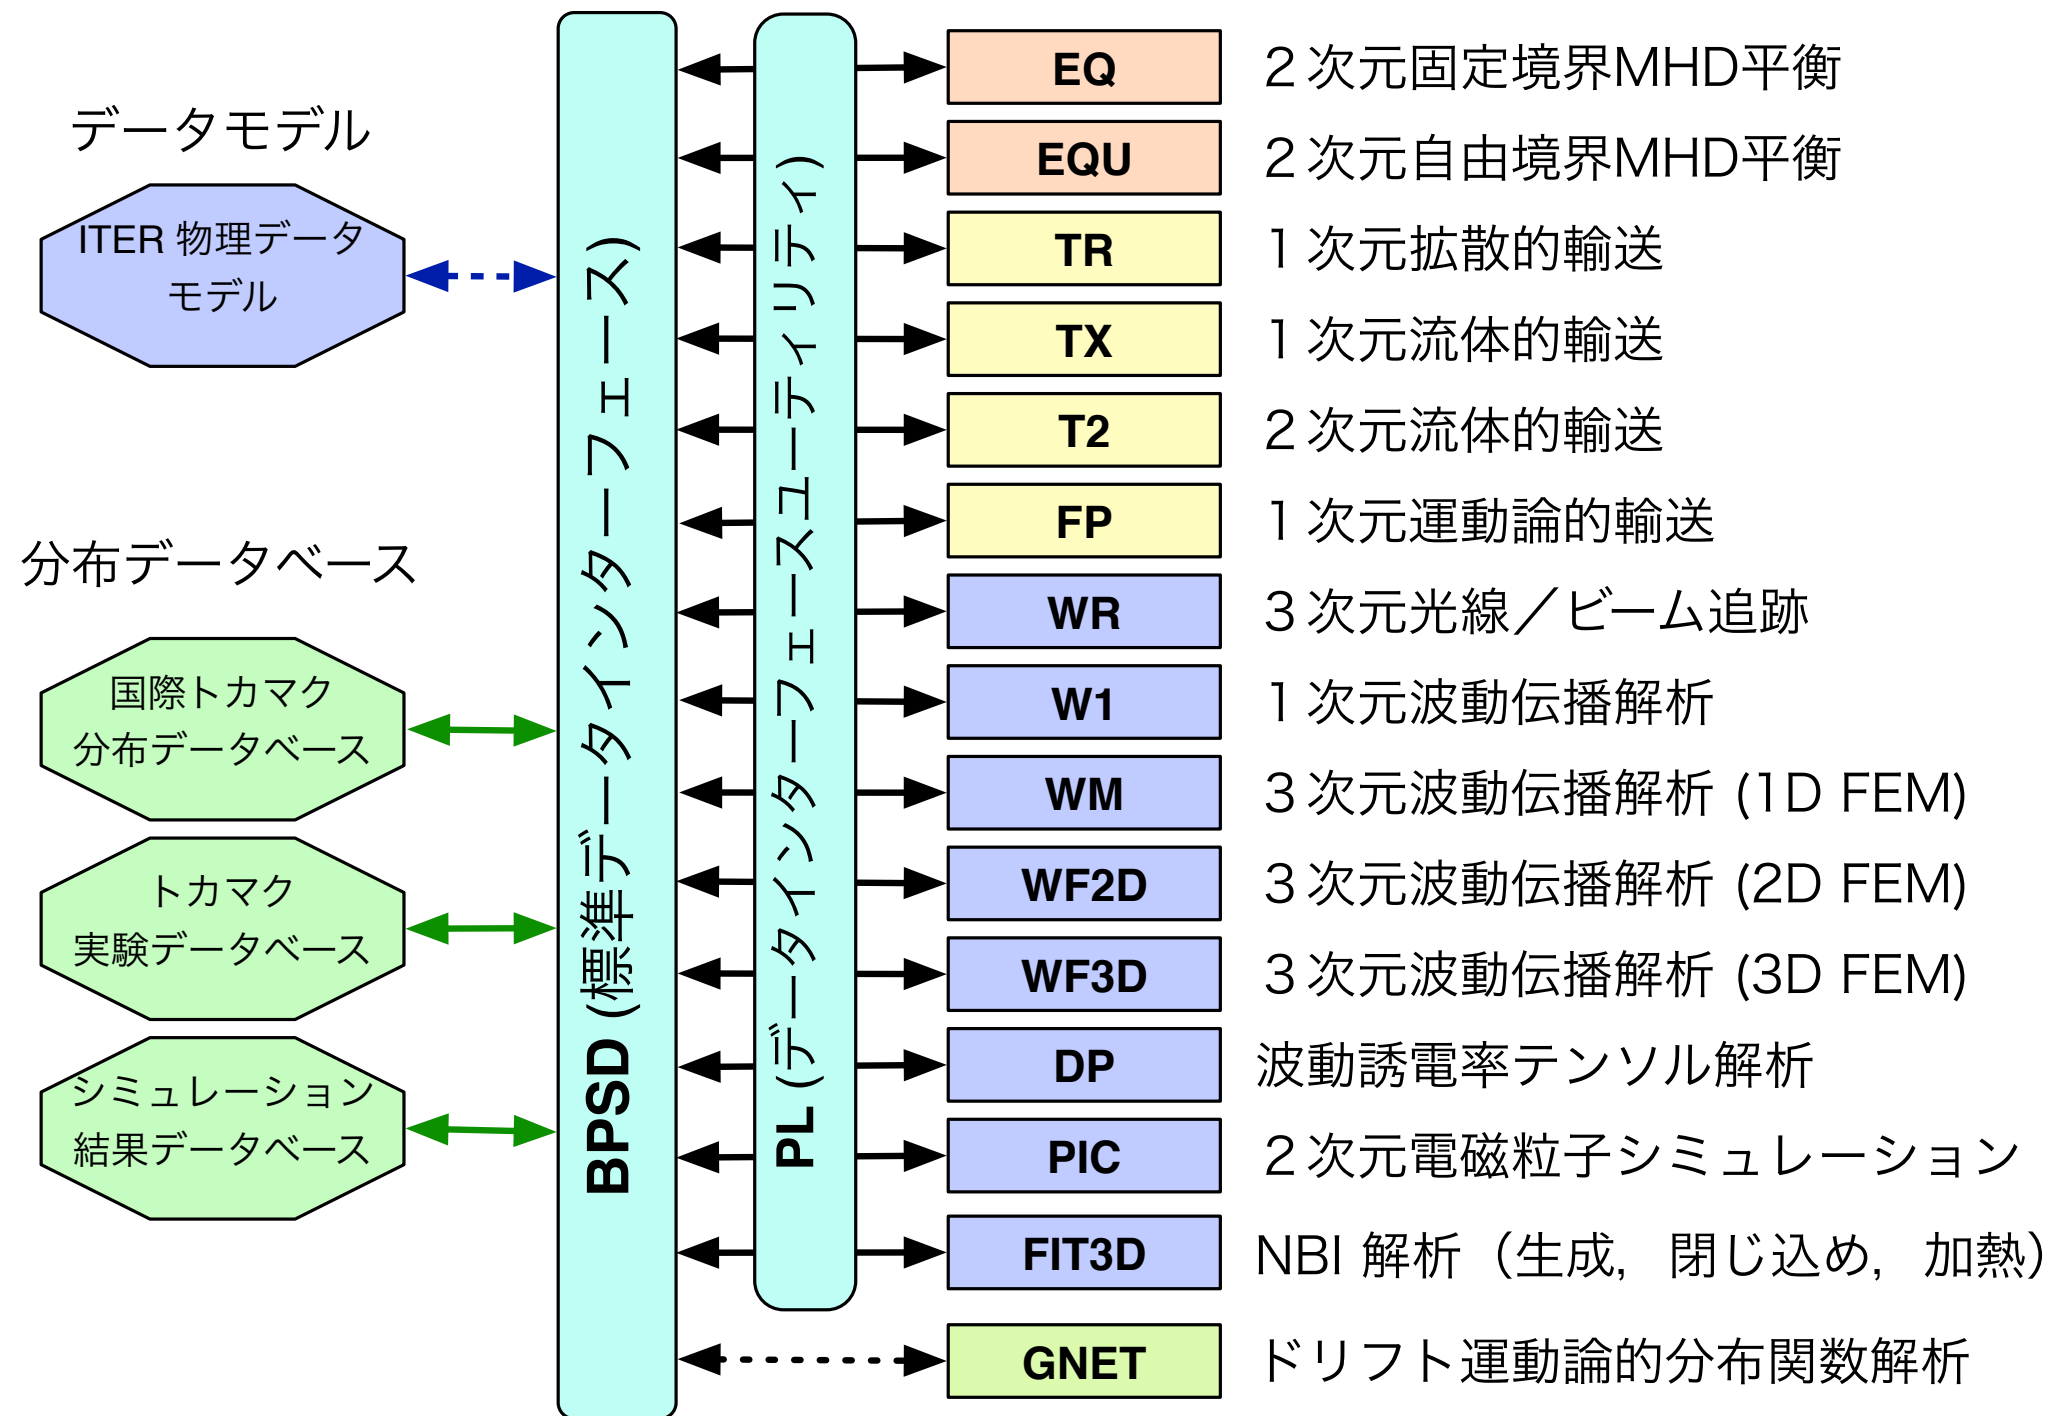 データモデル
ITER 物理データ
モデル
分布データベース
国際トカマク
分布データベース
トカマク
実験データベース
シミュレーション
結果データベース
BPSD (標準データインターフェース)
PL (データインターフェースユーティリティ)
EQ ２次元固定境界MHD平衡
EQU ２次元自由境界MHD平衡
TR １次元拡散的輸送
TX １次元流体的輸送
T2 ２次元流体的輸送
FP １次元運動論的輸送
WR ３次元光線／ビーム追跡
W1 １次元波動伝播解析
WM ３次元波動伝播解析 (1D FEM)
WF2D ３次元波動伝播解析 (2D FEM)
WF3D ３次元波動伝播解析 (3D FEM)
DP 波動誘電率テンソル解析
PIC ２次元電磁粒子シミュレーション
FIT3D NBI 解析（生成，閉じ込め，加熱）
GNET ドリフト運動論的分布関数解析